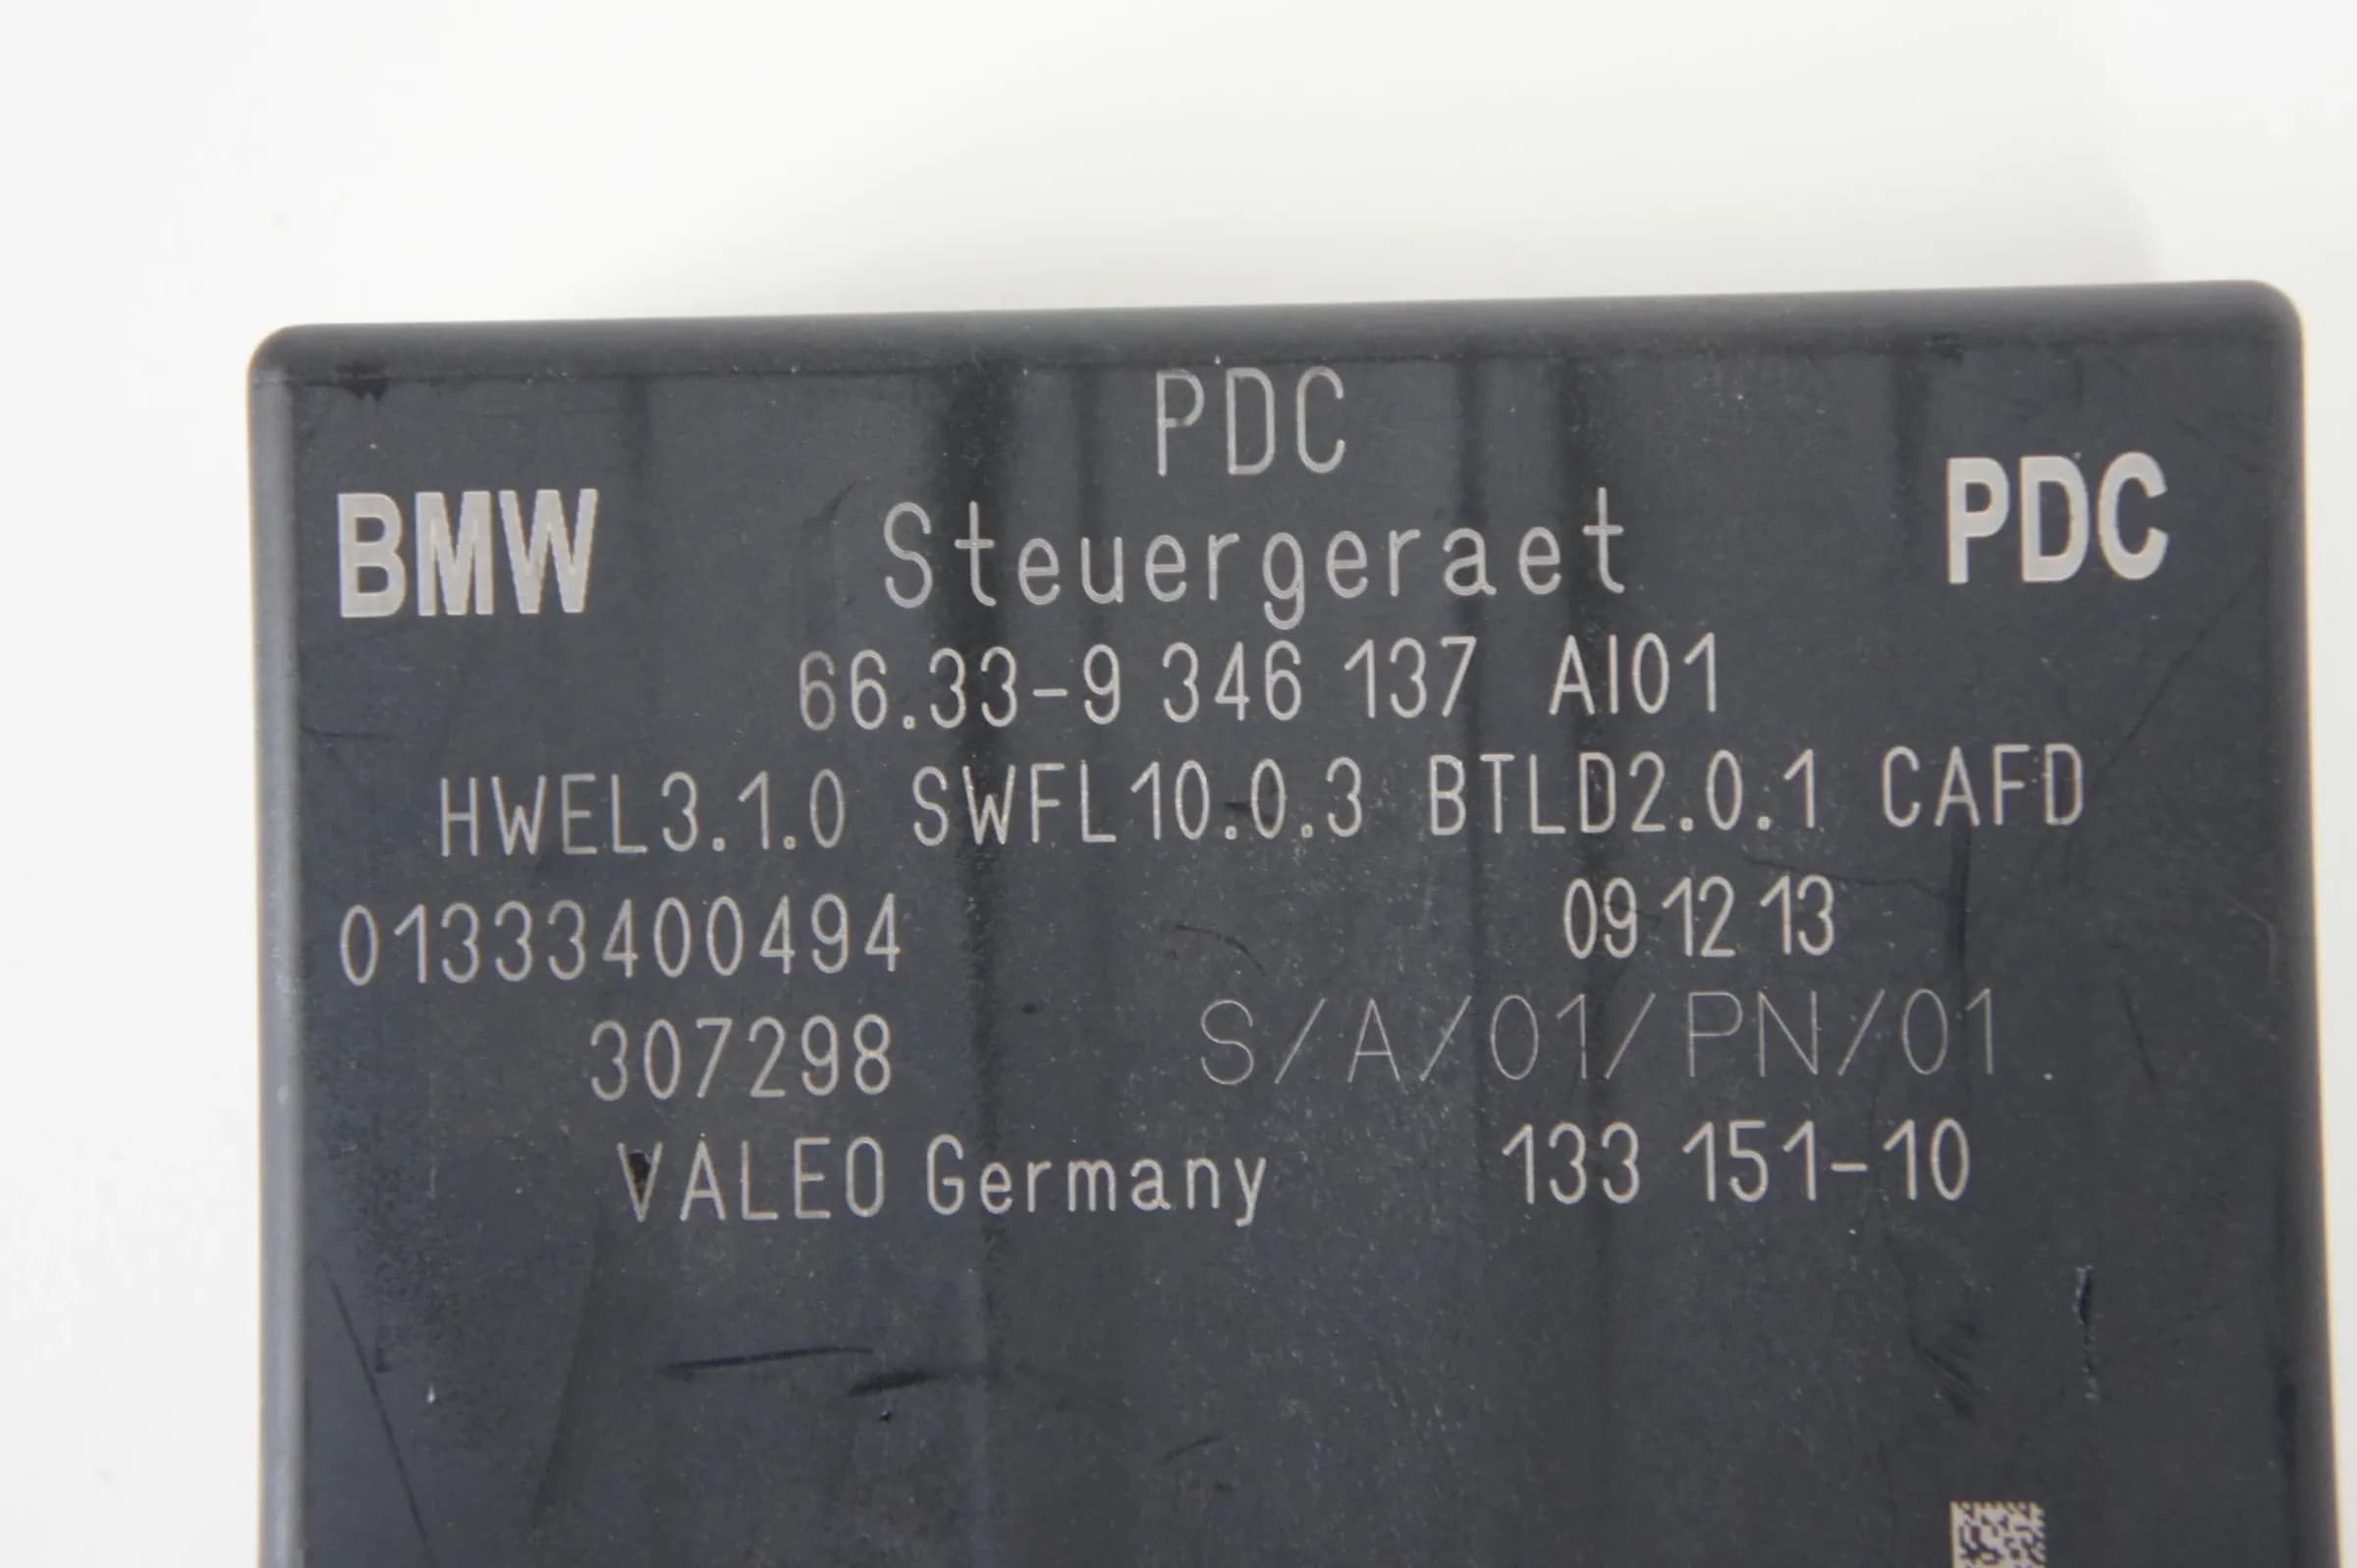 PDC
BMW
Steuergeraet
PDC
66.33-9 346 137 AI01
HWEL3.1.0 SWFL10.0.3 BTLD2.0.1 CAFD
01333400494
09 12 13
307298
S/A/01/PN/01
VALEO Germany
133 151-10